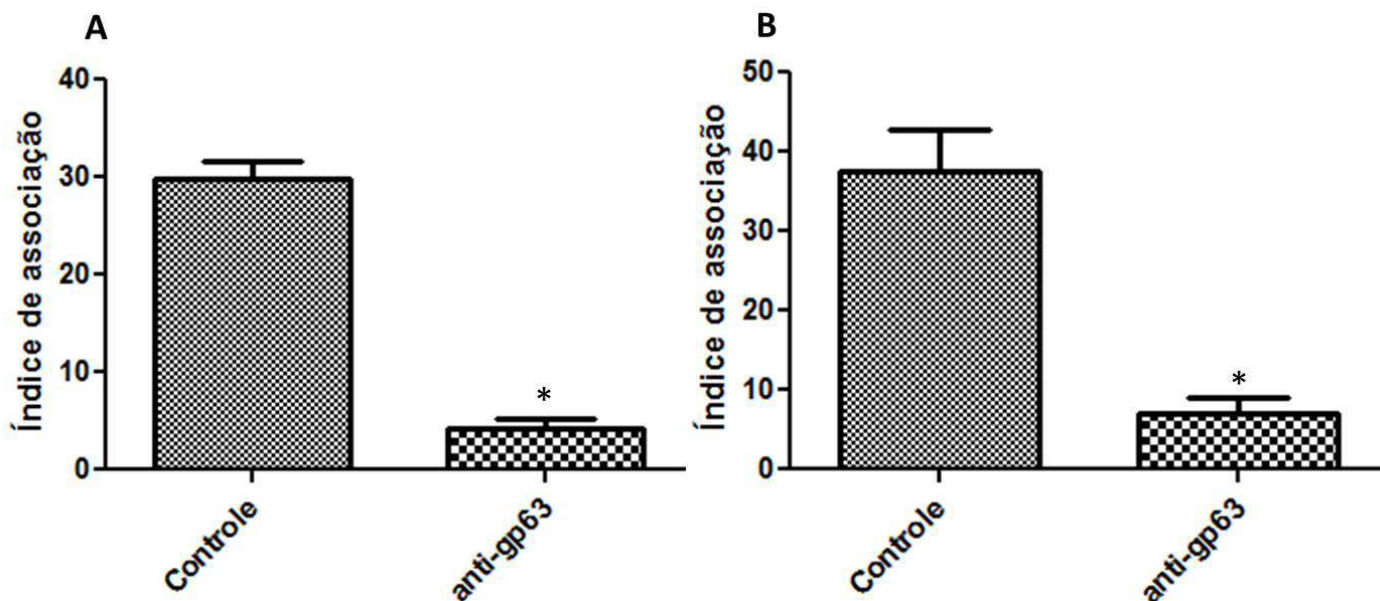 A
Índice de associação
40
30
20
10
0
*
Controle
anti-gp63
B
Índice de associação
50
40
30
20
10
0
*
Controle
anti-gp63